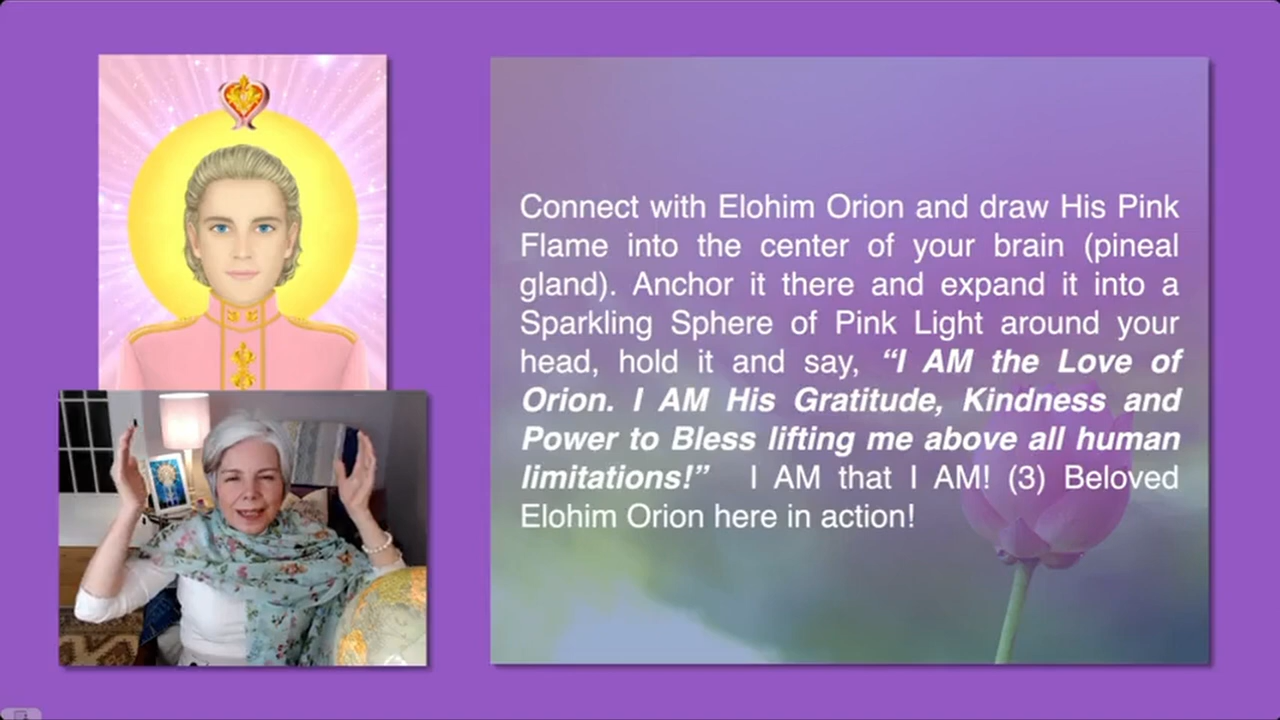 Connect with Elohim Orion and draw His Pink
Flame into the center of your brain (pineal
gland). Anchor it there and expand it into a
Sparkling Sphere of Pink Light around your
head, hold it and say, “I AM the Love of
Orion. I AM His Gratitude, Kindness and
Power to Bless lifting me above all human
limitations!” I AM that I AM! (3) Beloved
Elohim Orion here in action!